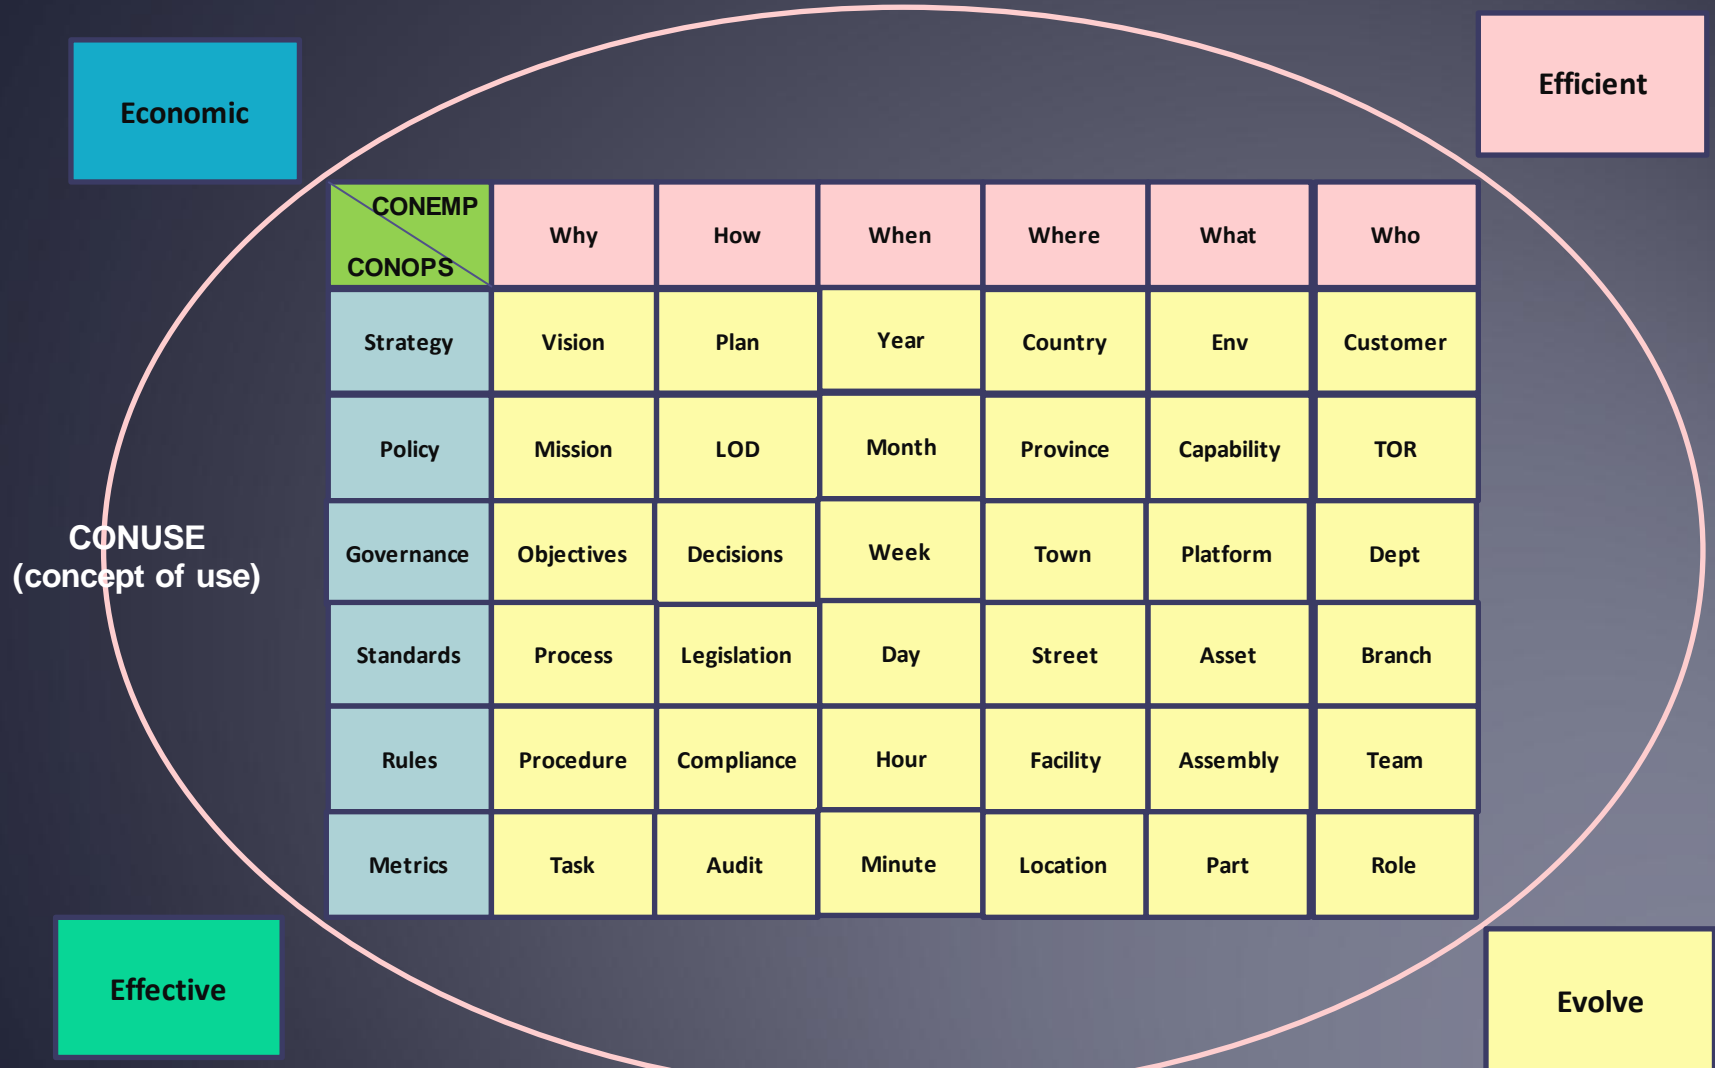 Economic
Efficient
CONEMP
CONOPS
Why
How
When
Where
What
Who
Strategy
Vision
Plan
Year
Country
Env
Customer
Policy
Mission
LOD
Month
Province
Capability
TOR
CONUSE
(concept of use)
Governance
Objectives
Decisions
Week
Town
Platform
Dept
Standards
Process
Legislation
Day
Street
Asset
Branch
Rules
Procedure
Compliance
Hour
Facility
Assembly
Team
Metrics
Task
Audit
Minute
Location
Part
Role
Effective
Evolve